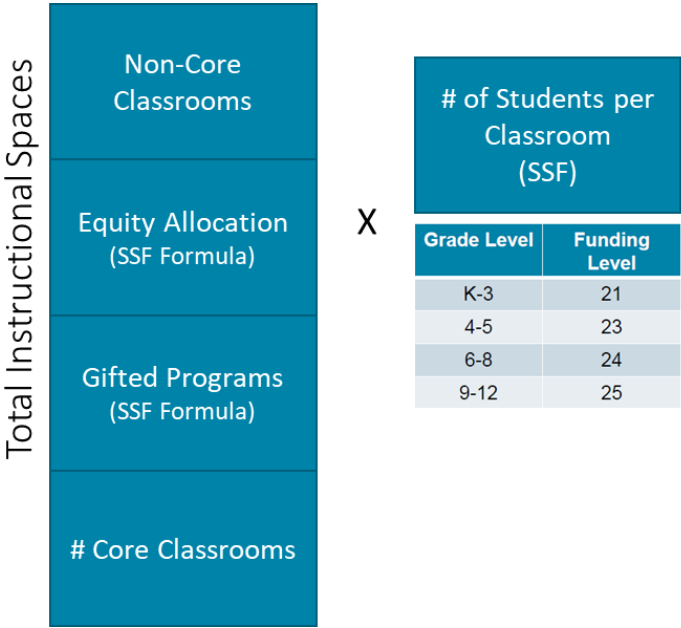 Total Instructional Spaces
Non-Core
Classrooms
Equity Allocation
(SSF Formula)
Gifted Programs
(SSF Formula)
# Core Classrooms
X
# of Students per
Classroom
(SSF)
Grade Level Funding
Level
K-3 21
4-5 23
6-8 24
9-12 25